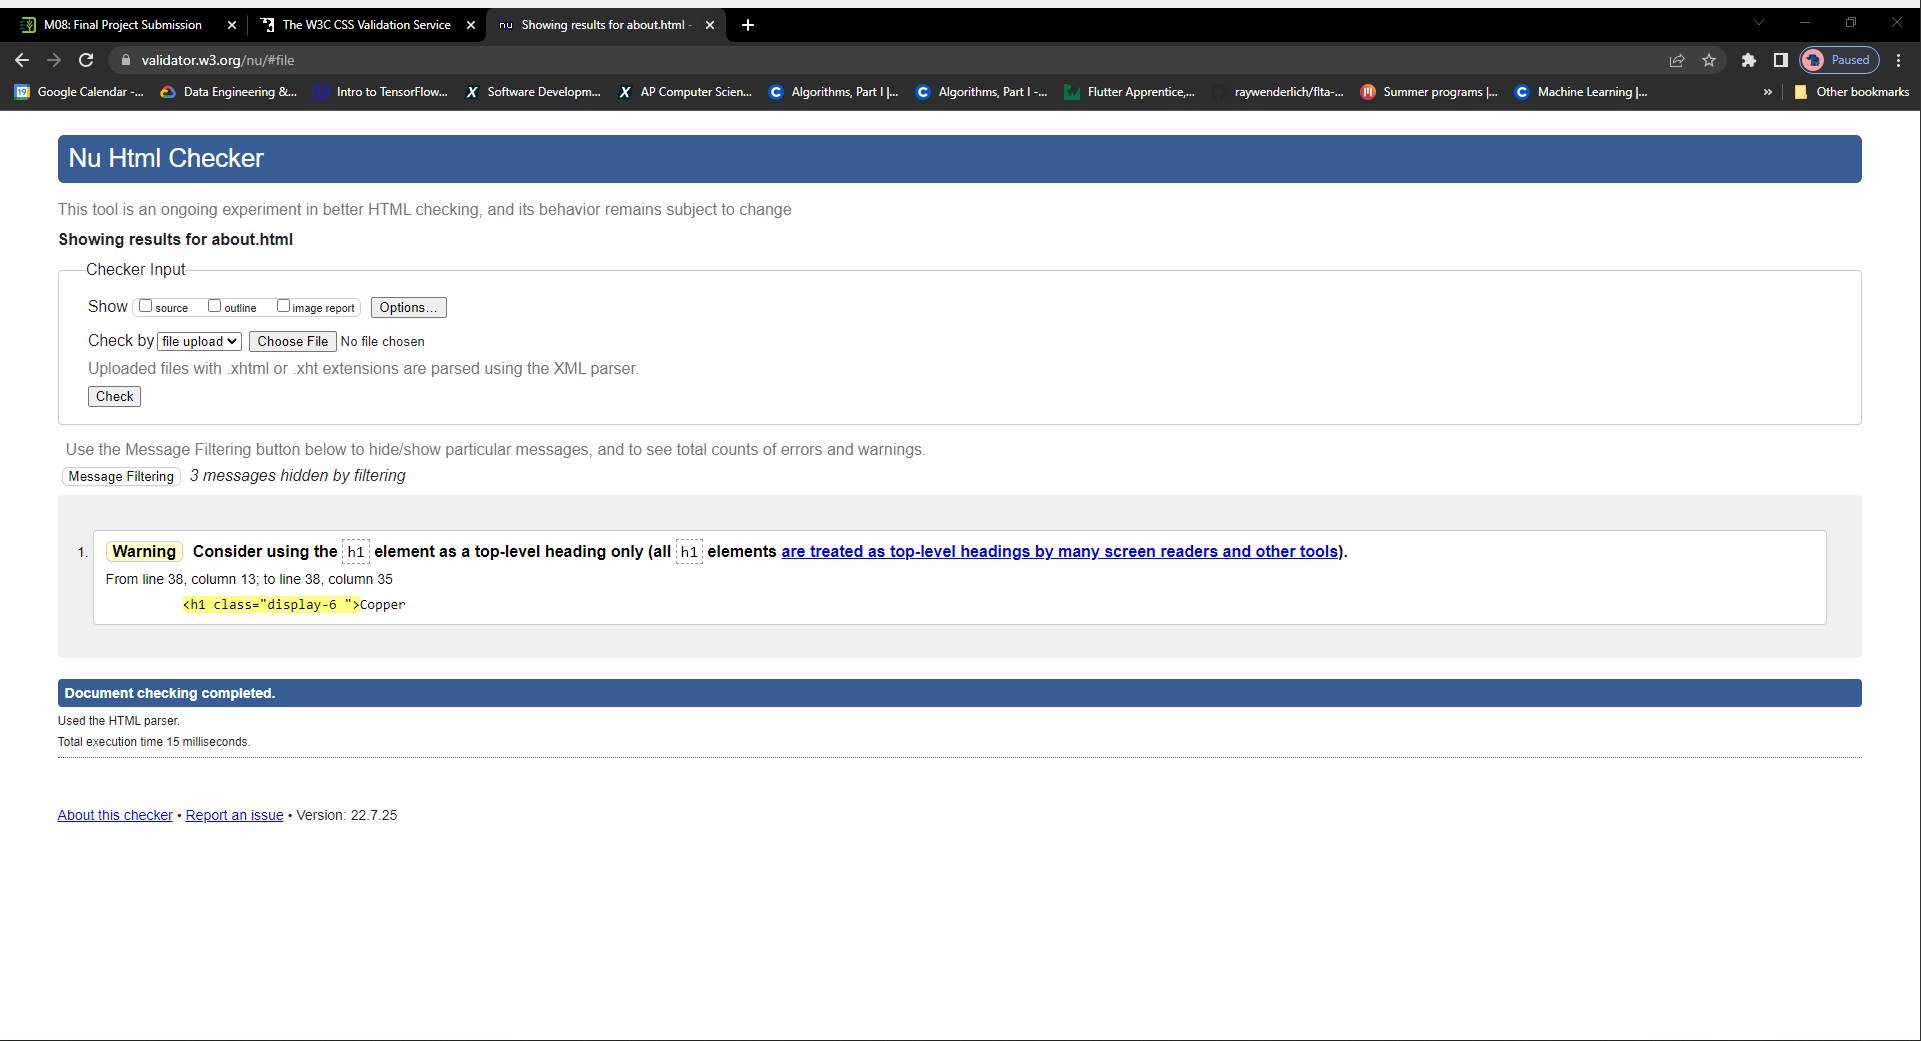 M08: Final Project Submission
The W3C CSS Validation Service
nu Showing results for about.html -
validator.w3.org/nu/#file
Paused
19 Google Calendar -...
Data Engineering &...
Intro to TensorFlow...
X Software Developm...
X AP Computer Scien...
C Algorithms, Part I |...
C Algorithms, Part I -...
Flutter Apprentice,...
raywenderlich/flta-...
Summer programs |...
C Machine Learning |...
»
Other bookmarks
Nu Html Checker
This tool is an ongoing experiment in better HTML checking, and its behavior remains subject to change
Showing results for about.html
Checker Input
Show source outline image report Options...
Check by file upload Choose File No file chosen
Uploaded files with .xhtml or .xht extensions are parsed using the XML parser.
Check
Use the Message Filtering button below to hide/show particular messages, and to see total counts of errors and warnings.
Message Filtering 3 messages hidden by filtering
1. Warning Consider using the h1 element as a top-level heading only (all h1 elements are treated as top-level headings by many screen readers and other tools).
From line 38, column 13; to line 38, column 35
<h1 class="display-6 ">Copper
Document checking completed.
Used the HTML parser.
Total execution time 15 milliseconds.
About this checker • Report an issue • Version: 22.7.25